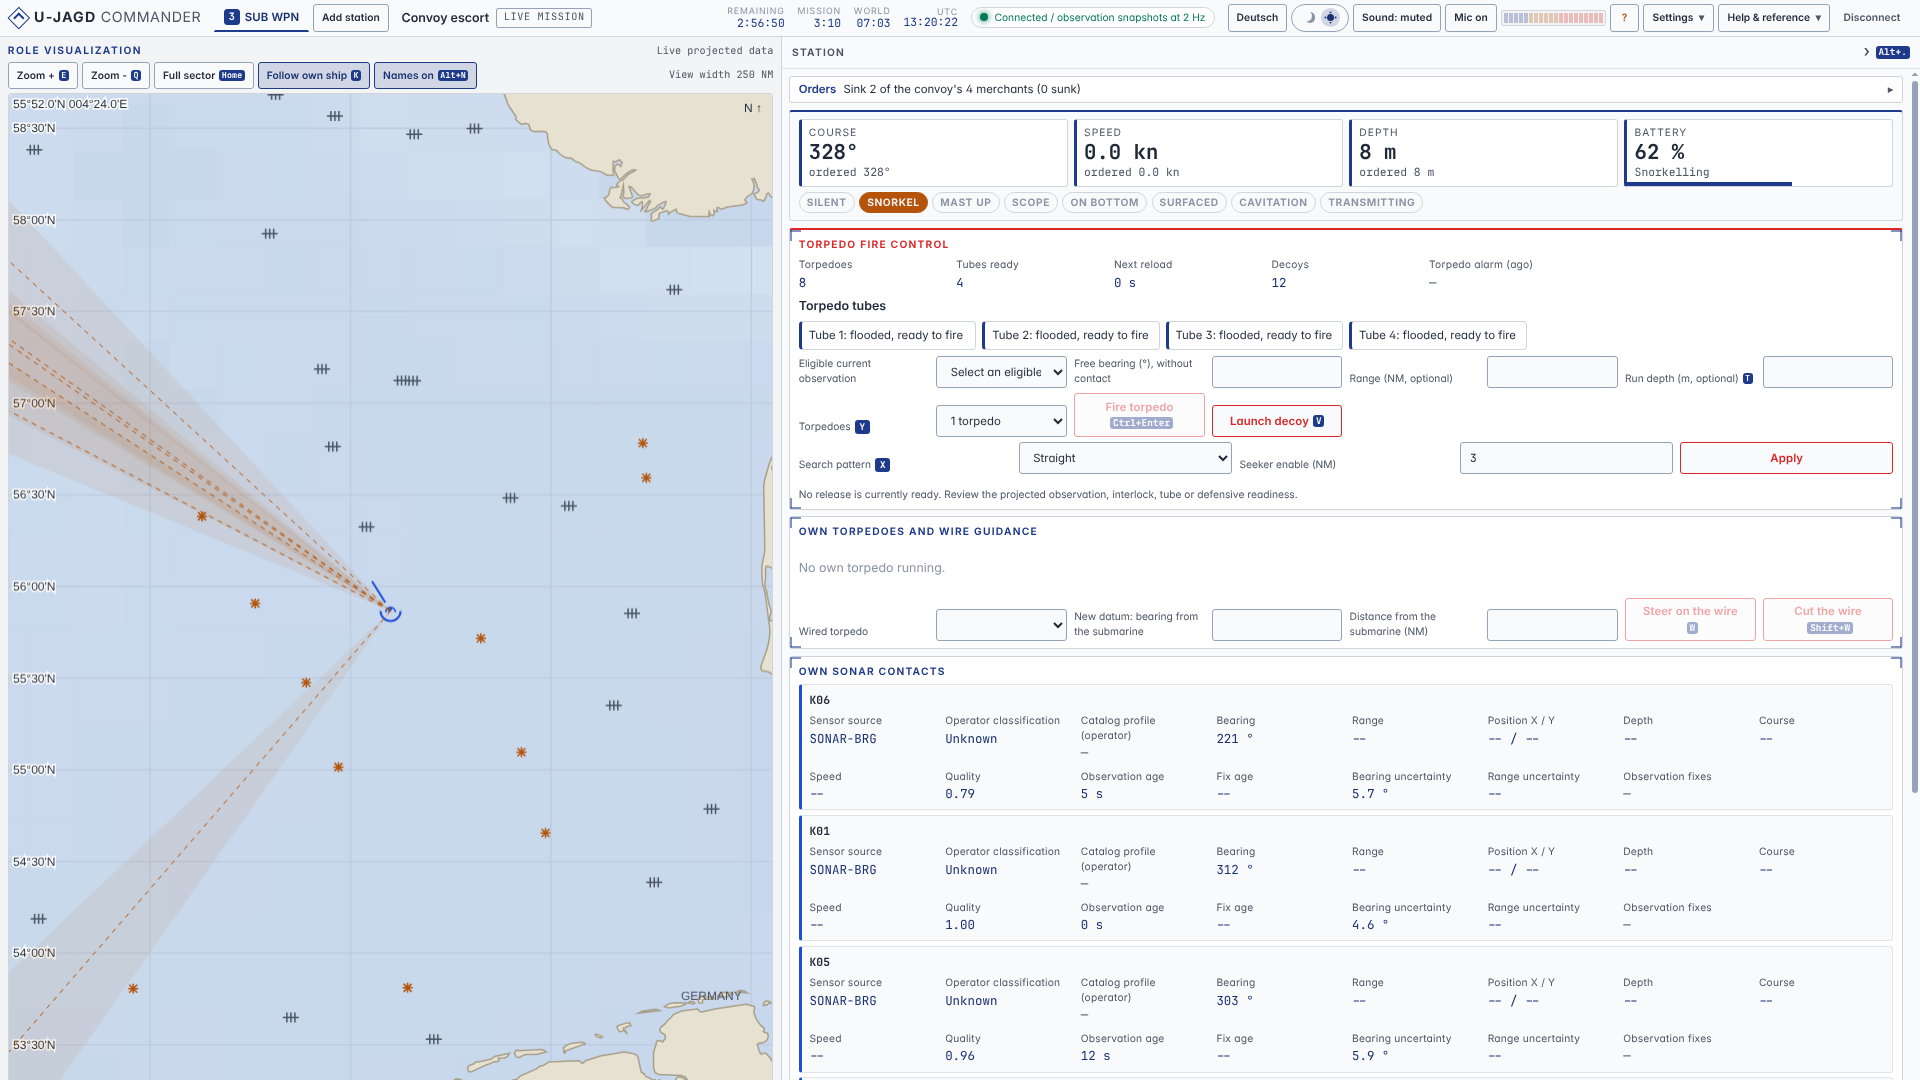 U-JAGD COMMANDER
3 SUB WPN
Add station
Convoy escort
LIVE MISSION
REMAINING 2:56:50
MISSION 3:10
WORLD 07:03
UTC 13:20:22
Connected / observation snapshots at 2 Hz
Deutsch
Sound: muted
Mic on
?
Settings ▾
Help & reference ▾
Disconnect
ROLE VISUALIZATION
Live projected data
Zoom + E
Zoom - Q
Full sector Home
Follow own ship K
Names on Alt+N
View width 250 NM
55°52.0'N 004°24.0'E
N ↑
58°30'N
58°00'N
57°30'N
57°00'N
56°30'N
56°00'N
55°30'N
55°00'N
54°30'N
54°00'N
53°30'N
GERMANY
STATION
Alt+.
Orders Sink 2 of the convoy's 4 merchants (0 sunk)
COURSE
328°
ordered 328°
SPEED
0.0 kn
ordered 0.0 kn
DEPTH
8 m
ordered 8 m
BATTERY
62 %
Snorkelling
SILENT
SNORKEL
MAST UP
SCOPE
ON BOTTOM
SURFACED
CAVITATION
TRANSMITTING
TORPEDO FIRE CONTROL
Torpedoes Tubes ready Next reload Decoys Torpedo alarm (ago)
8 4 0 s 12 —
Torpedo tubes
Tube 1: flooded, ready to fire
Tube 2: flooded, ready to fire
Tube 3: flooded, ready to fire
Tube 4: flooded, ready to fire
Eligible current observation
Select an eligible
Free bearing (°), without contact
Range (NM, optional)
Run depth (m, optional) T
Torpedoes Y
1 torpedo
Fire torpedo Ctrl+Enter
Launch decoy V
Search pattern X
Straight
Seeker enable (NM)
3
Apply
No release is currently ready. Review the projected observation, interlock, tube or defensive readiness.
OWN TORPEDOES AND WIRE GUIDANCE
No own torpedo running.
Wired torpedo
New datum: bearing from the submarine
Distance from the submarine (NM)
Steer on the wire W
Cut the wire Shift+W
OWN SONAR CONTACTS
K06
Sensor source Operator classification Catalog profile (operator) Bearing Range Position X / Y Depth Course
SONAR-BRG Unknown — 221 ° -- -- / -- -- --
Speed Quality Observation age Fix age Bearing uncertainty Range uncertainty Observation fixes
-- 0.79 5 s -- 5.7 ° -- —
K01
Sensor source Operator classification Catalog profile (operator) Bearing Range Position X / Y Depth Course
SONAR-BRG Unknown — 312 ° -- -- / -- -- --
Speed Quality Observation age Fix age Bearing uncertainty Range uncertainty Observation fixes
-- 1.00 0 s -- 4.6 ° -- —
K05
Sensor source Operator classification Catalog profile (operator) Bearing Range Position X / Y Depth Course
SONAR-BRG Unknown — 303 ° -- -- / -- -- --
Speed Quality Observation age Fix age Bearing uncertainty Range uncertainty Observation fixes
-- 0.96 12 s -- 5.9 ° -- —